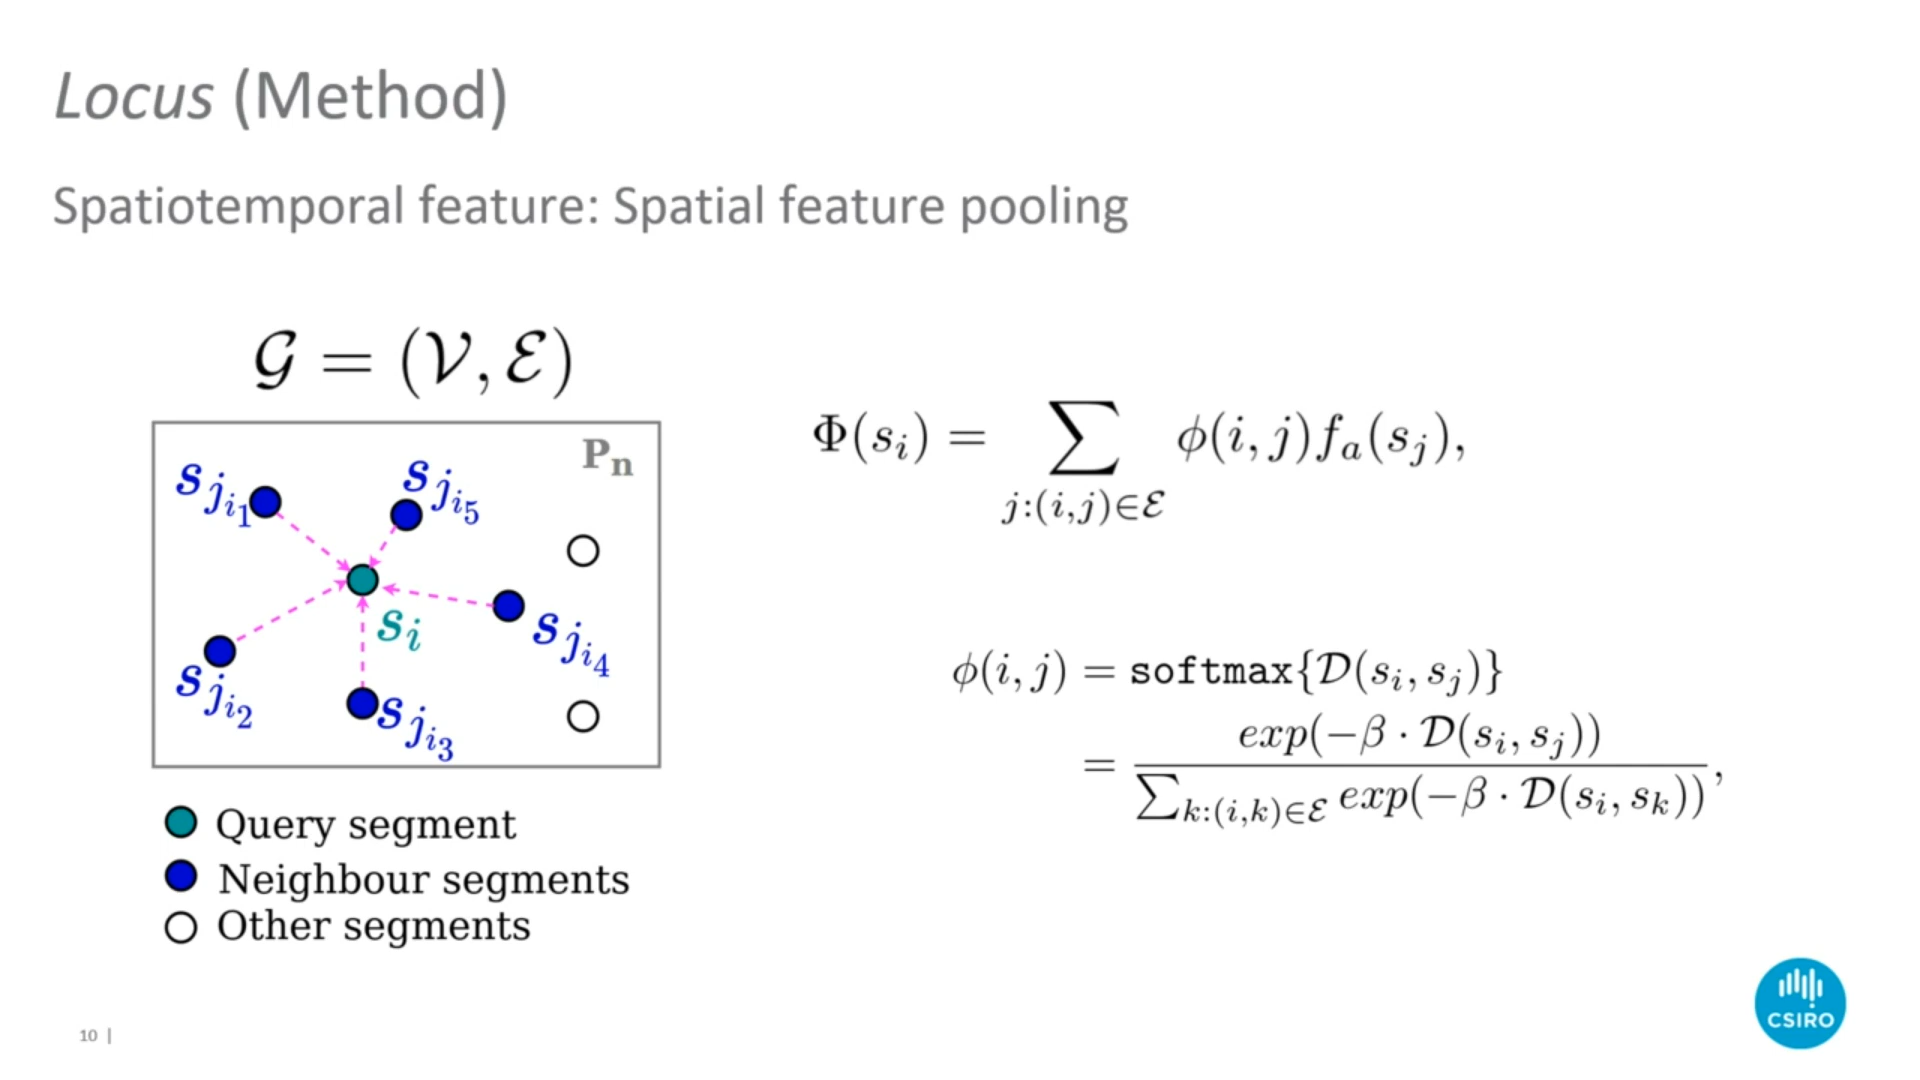 Locus (Method)
Spatiotemporal feature: Spatial feature pooling
𝒢 = (𝒱, ℰ)
Pₙ
s_{j_{i_1}}
s_{j_{i_5}}
s_i
s_{j_{i_4}}
s_{j_{i_2}}
s_{j_{i_3}}
Query segment
Neighbour segments
Other segments
Φ(s_i) = ∑_{j:(i,j)∈ℰ} ϕ(i, j)f_a(s_j),
ϕ(i, j) = softmax{𝒟(s_i, s_j)}
= exp(−β · 𝒟(s_i, s_j)) / ∑_{k:(i,k)∈ℰ} exp(−β · 𝒟(s_i, s_k)),
10 |
CSIRO